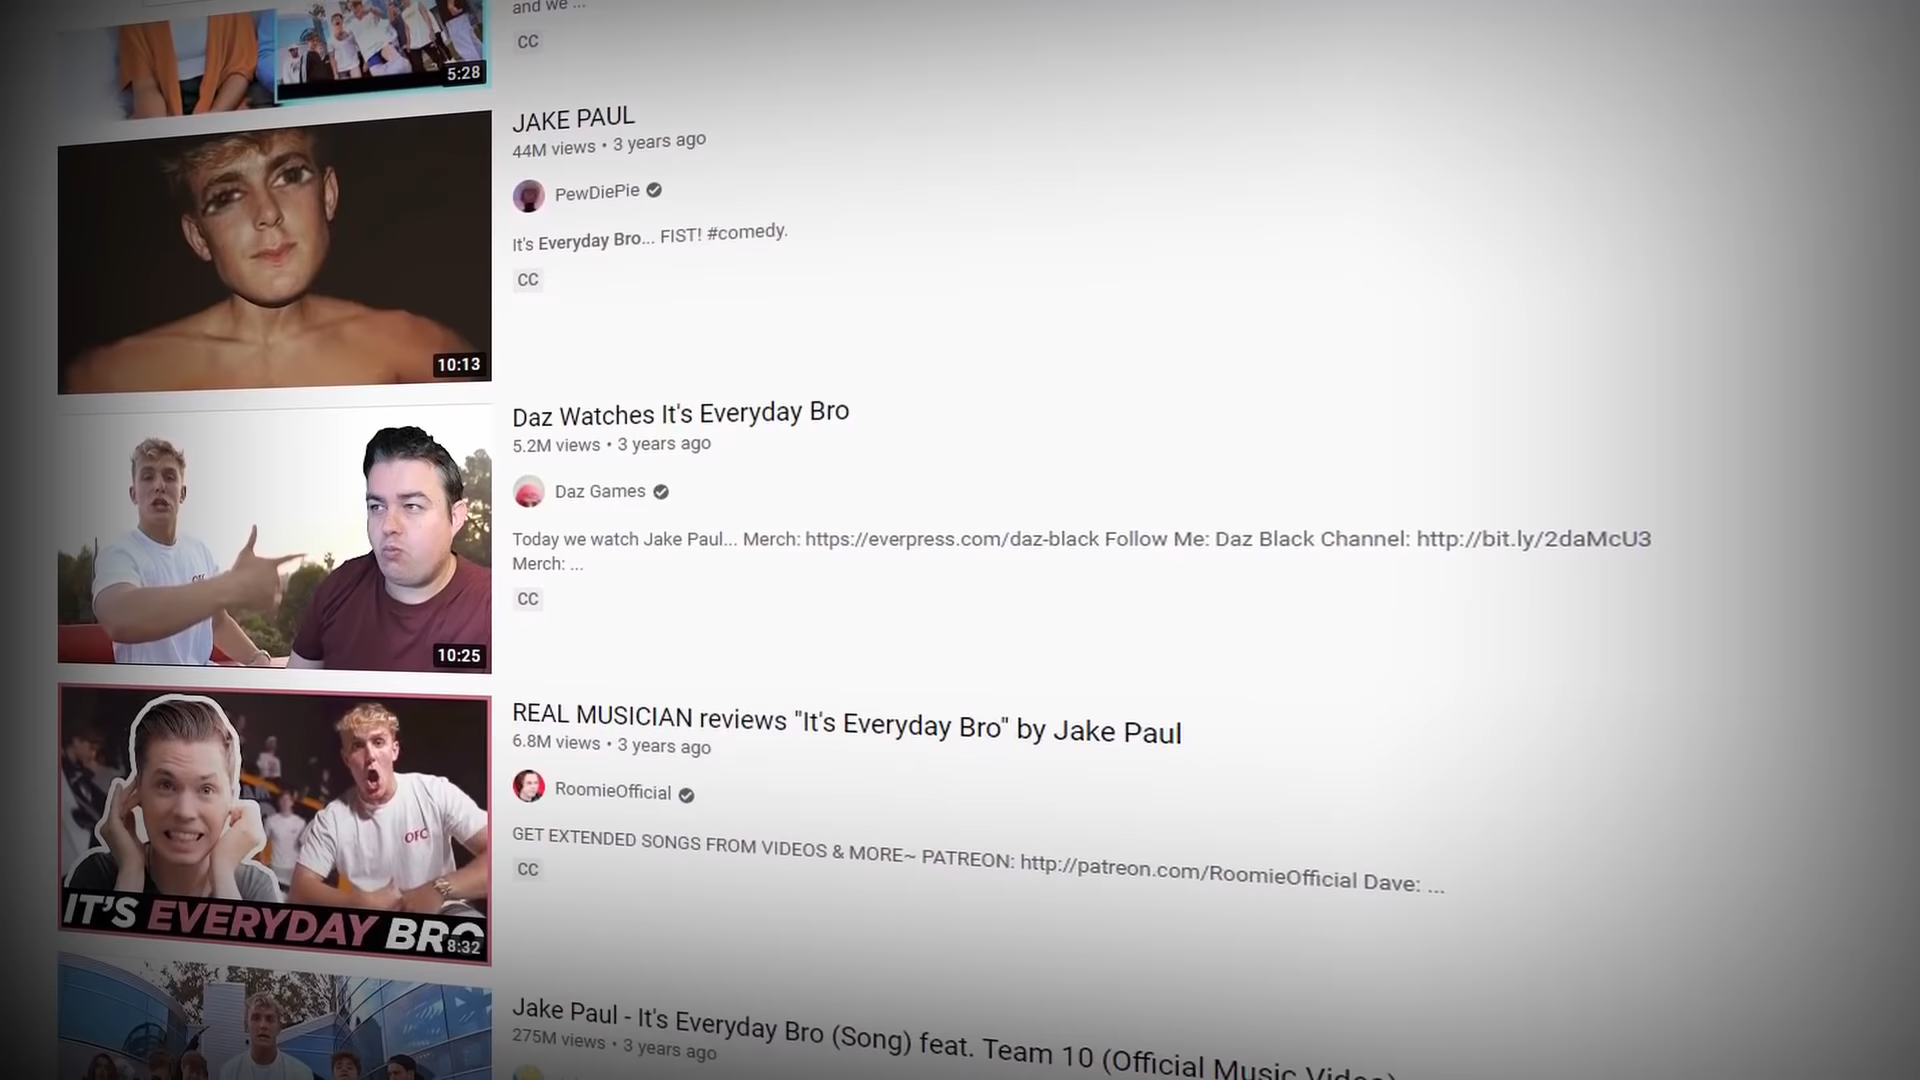 and we ...
CC
5:28
JAKE PAUL
44M views • 3 years ago
PewDiePie
It's Everyday Bro... FIST! #comedy.
CC
10:13
Daz Watches It's Everyday Bro
5.2M views • 3 years ago
Daz Games
Today we watch Jake Paul... Merch: https://everpress.com/daz-black Follow Me: Daz Black Channel: http://bit.ly/2daMcU3
Merch: ...
CC
10:25
REAL MUSICIAN reviews "It's Everyday Bro" by Jake Paul
6.8M views • 3 years ago
RoomieOfficial
GET EXTENDED SONGS FROM VIDEOS & MORE~ PATREON: http://patreon.com/RoomieOfficial Dave: ...
CC
OFC
IT'S EVERYDAY BRO
8:32
Jake Paul - It's Everyday Bro (Song) feat. Team 10 (Official Music Video)
275M views • 3 years ago